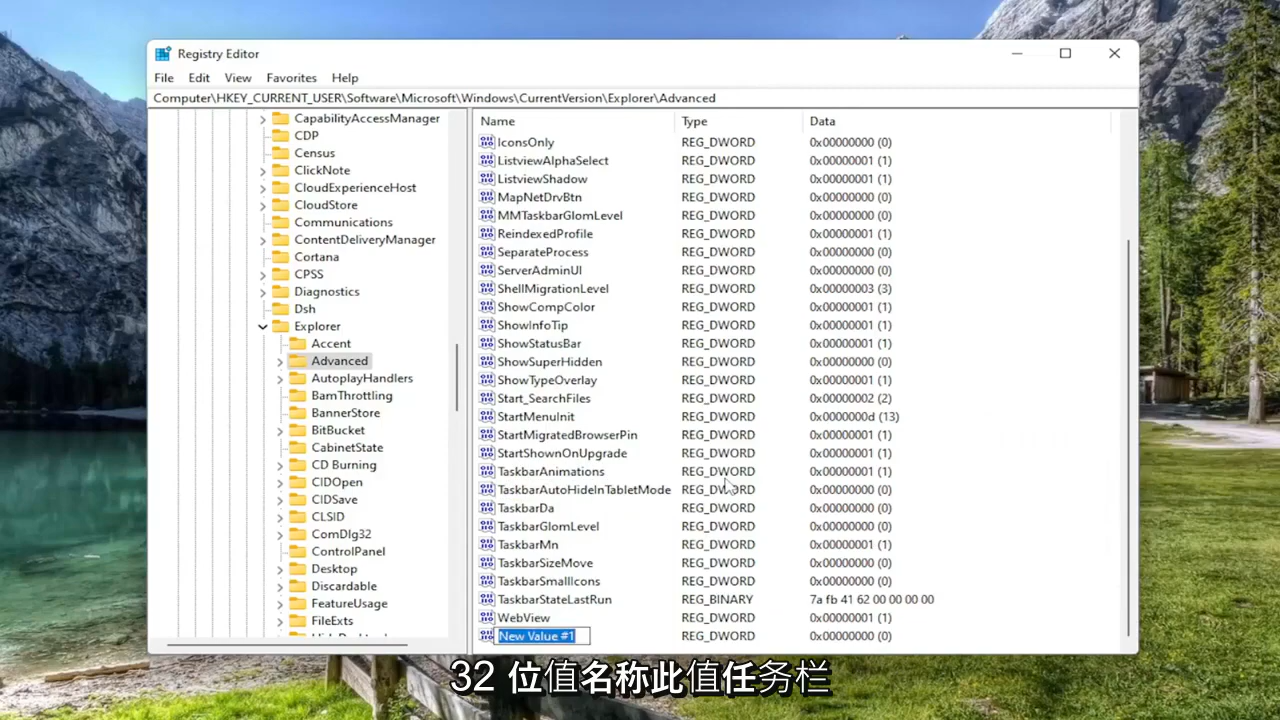 Registry Editor
File Edit View Favorites Help
Computer\HKEY_CURRENT_USER\Software\Microsoft\Windows\CurrentVersion\Explorer\Advanced
CapabilityAccessManager
CDP
Census
ClickNote
CloudExperienceHost
CloudStore
Communications
ContentDeliveryManager
Cortana
CPSS
Diagnostics
Dsh
Explorer
Accent
Advanced
AutoplayHandlers
BamThrottling
BannerStore
BitBucket
CabinetState
CD Burning
CIDOpen
CIDSave
CLSID
ComDlg32
ControlPanel
Desktop
Discardable
FeatureUsage
FileExts
Name Type Data
IconsOnly REG_DWORD 0x00000000 (0)
ListviewAlphaSelect REG_DWORD 0x00000001 (1)
ListviewShadow REG_DWORD 0x00000001 (1)
MapNetDrvBtn REG_DWORD 0x00000000 (0)
MMTaskbarGlomLevel REG_DWORD 0x00000000 (0)
ReindexedProfile REG_DWORD 0x00000001 (1)
SeparateProcess REG_DWORD 0x00000000 (0)
ServerAdminUI REG_DWORD 0x00000000 (0)
ShellMigrationLevel REG_DWORD 0x00000003 (3)
ShowCompColor REG_DWORD 0x00000001 (1)
ShowInfoTip REG_DWORD 0x00000001 (1)
ShowStatusBar REG_DWORD 0x00000001 (1)
ShowSuperHidden REG_DWORD 0x00000000 (0)
ShowTypeOverlay REG_DWORD 0x00000001 (1)
Start_SearchFiles REG_DWORD 0x00000002 (2)
StartMenuInit REG_DWORD 0x0000000d (13)
StartMigratedBrowserPin REG_DWORD 0x00000001 (1)
StartShownOnUpgrade REG_DWORD 0x00000001 (1)
TaskbarAnimations REG_DWORD 0x00000001 (1)
TaskbarAutoHideInTabletMode REG_DWORD 0x00000000 (0)
TaskbarDa REG_DWORD 0x00000000 (0)
TaskbarGlomLevel REG_DWORD 0x00000000 (0)
TaskbarMn REG_DWORD 0x00000001 (1)
TaskbarSizeMove REG_DWORD 0x00000000 (0)
TaskbarSmallIcons REG_DWORD 0x00000000 (0)
TaskbarStateLastRun REG_BINARY 7a fb 41 62 00 00 00 00
WebView REG_DWORD 0x00000001 (1)
New Value #1 REG_DWORD 0x00000000 (0)
32 位值名称此值任务栏